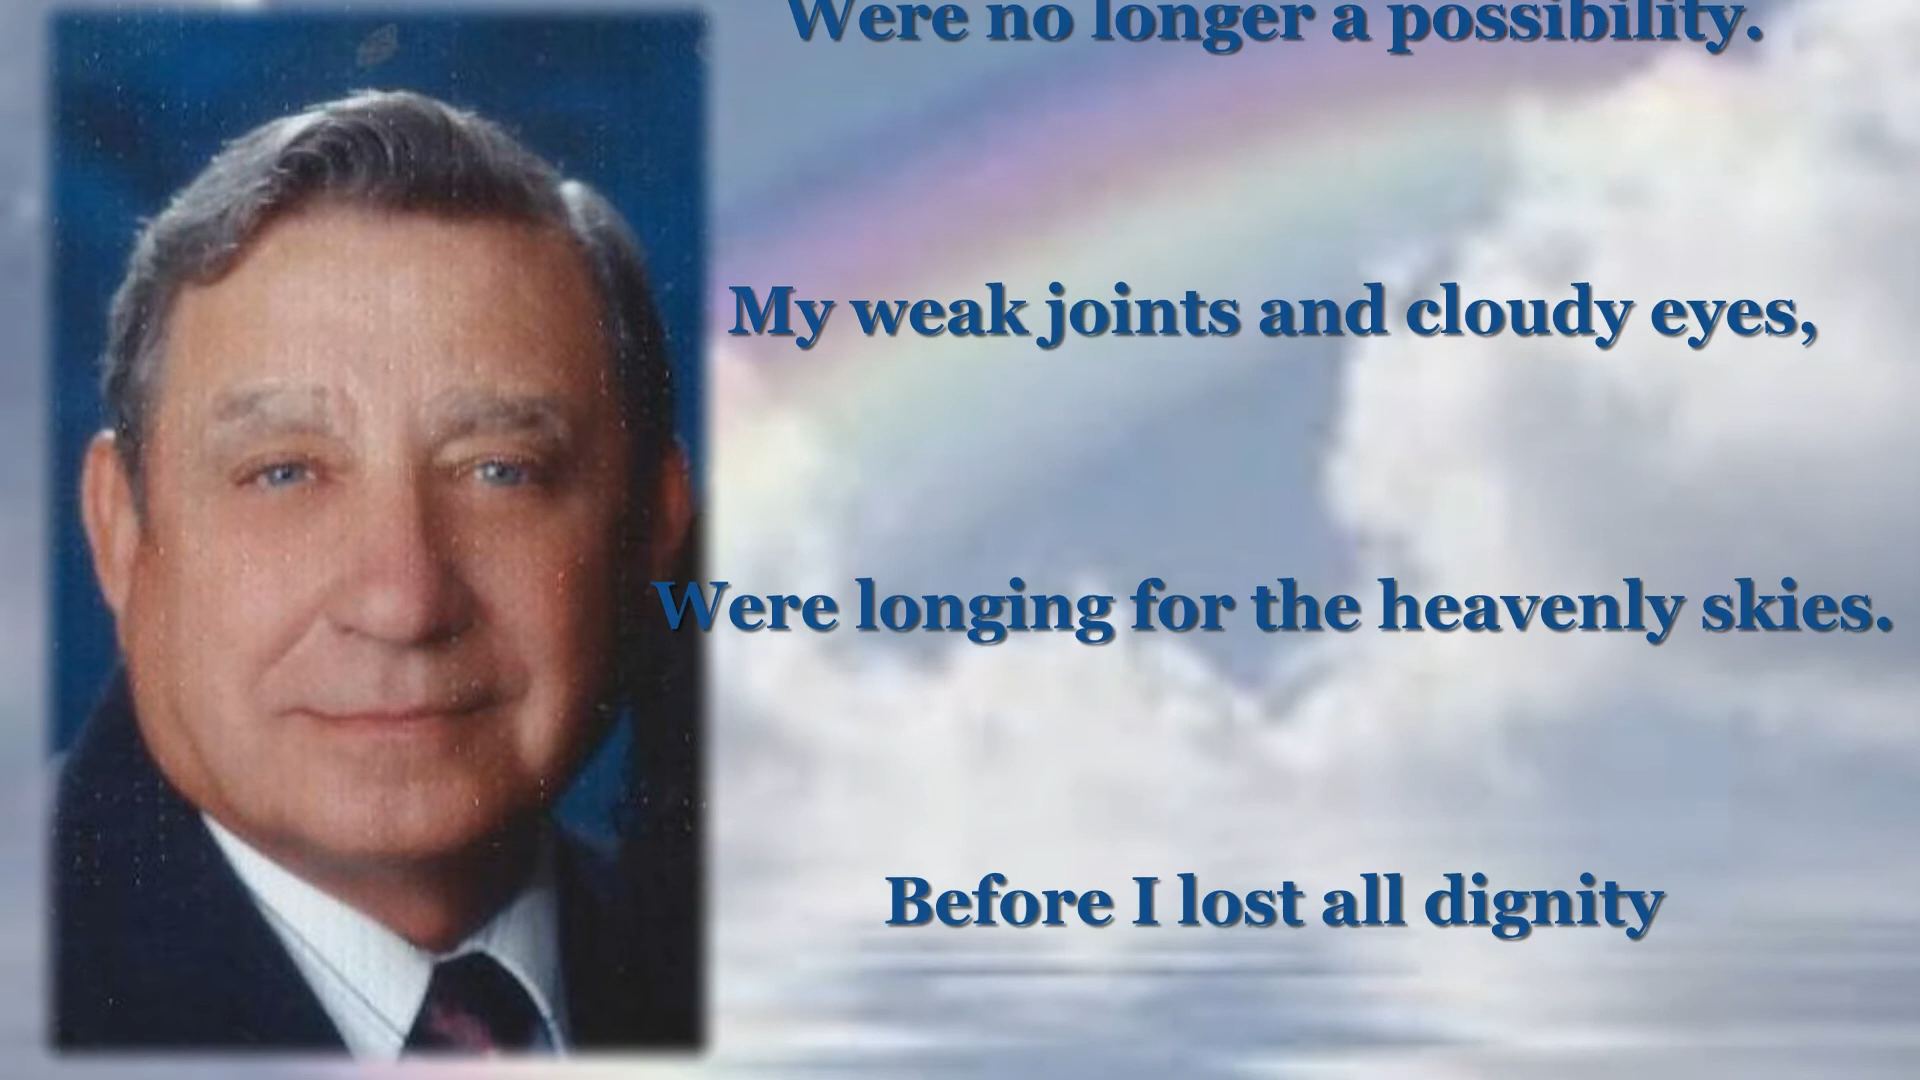 Were no longer a possibility.
My weak joints and cloudy eyes,
Were longing for the heavenly skies.
Before I lost all dignity